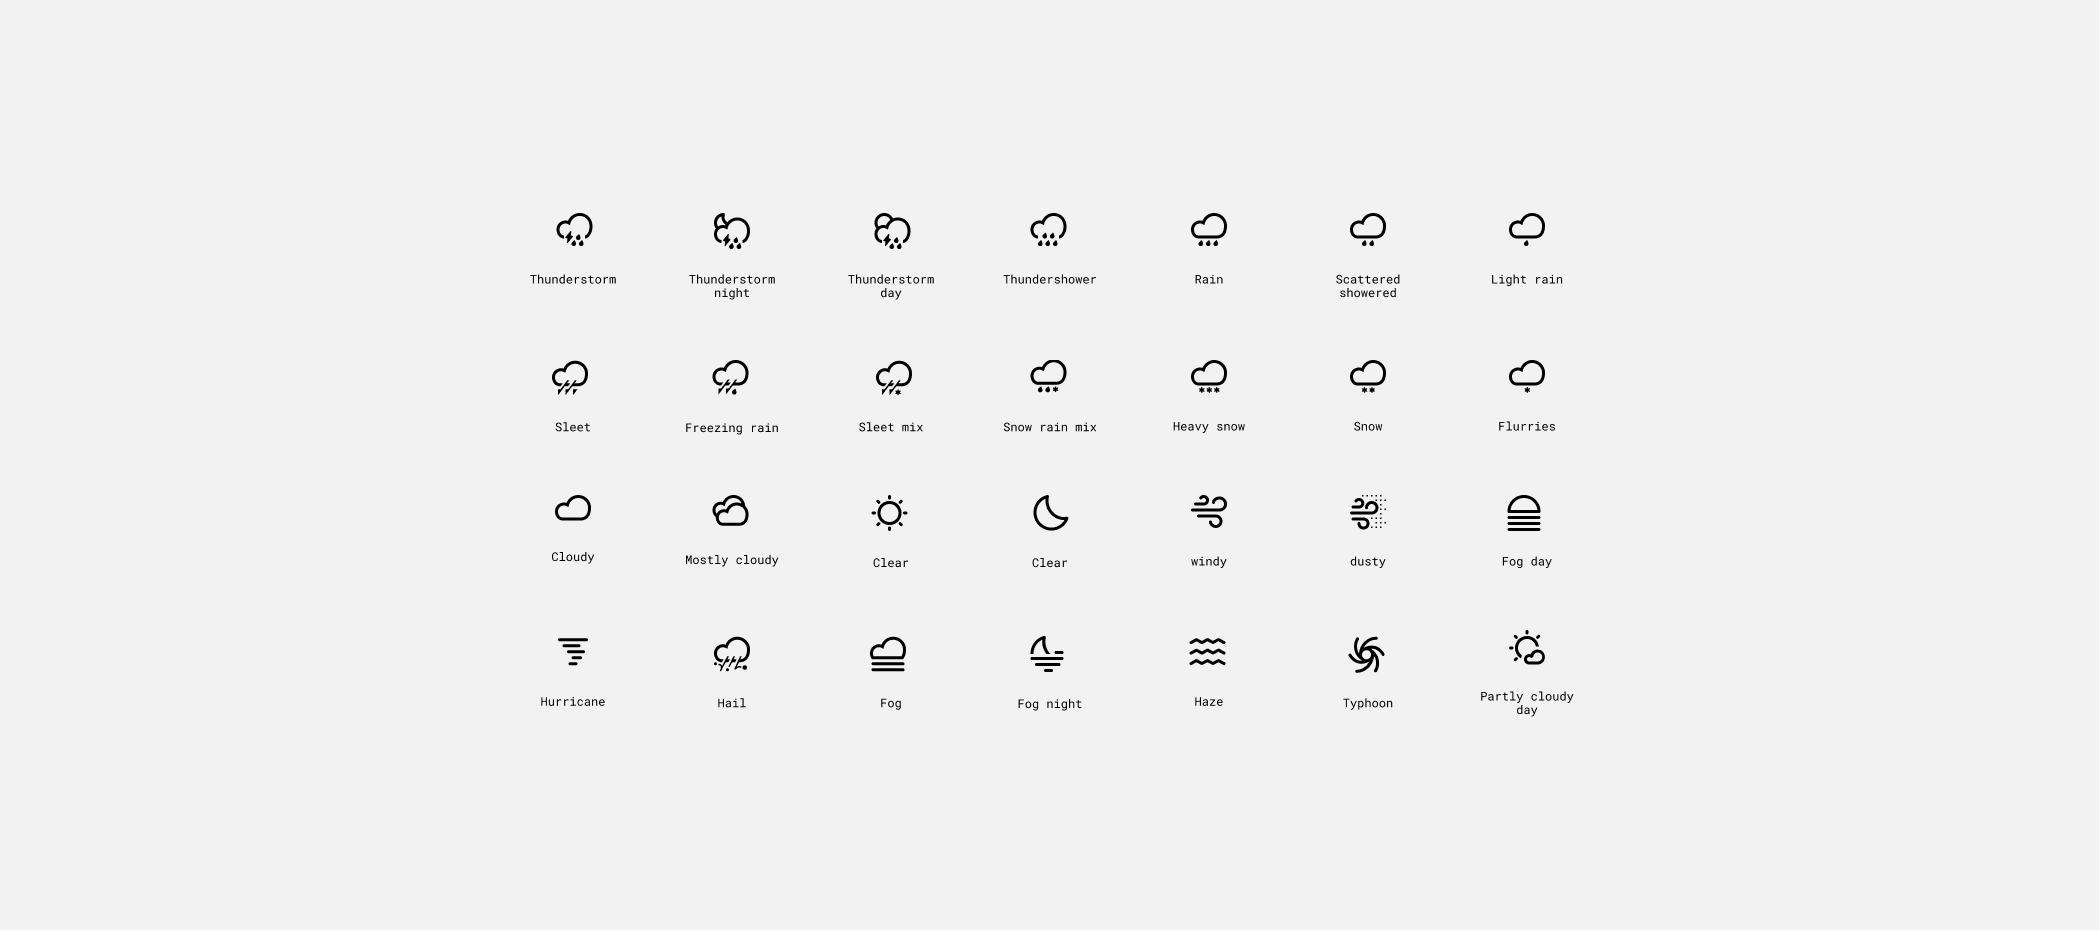 Thunderstorm
Thunderstorm
night
Thunderstorm
day
Thundershower
Rain
Scattered
showered
Light rain
Sleet
Freezing rain
Sleet mix
Snow rain mix
Heavy snow
Snow
Flurries
Cloudy
Mostly cloudy
Clear
Clear
windy
dusty
Fog day
Hurricane
Hail
Fog
Fog night
Haze
Typhoon
Partly cloudy
day